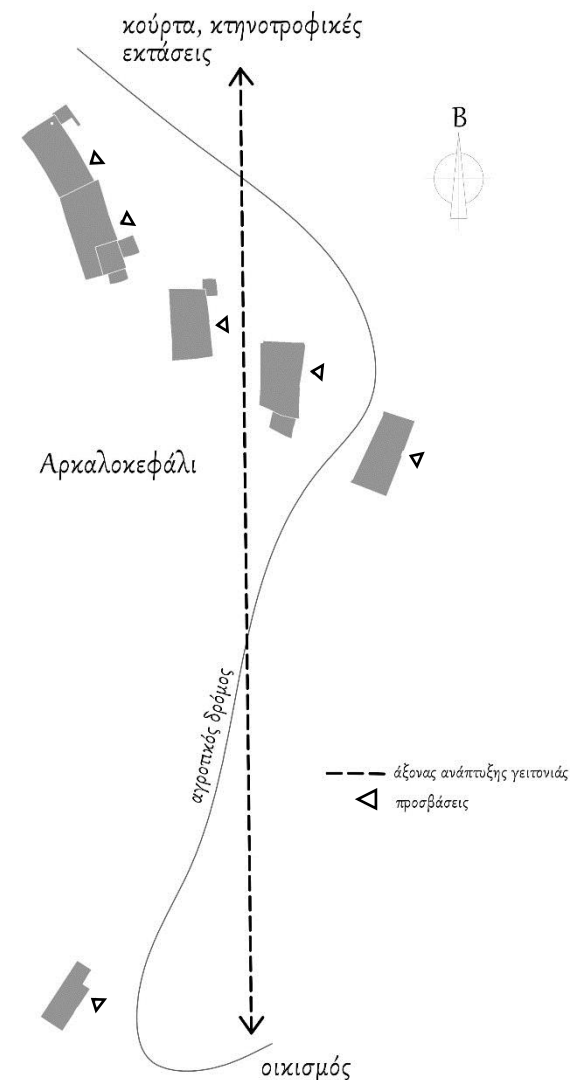 κούρτα, κτηνοτροφικές
εκτάσεις
Β
Αρκαλοκεφάλι
αγροτικός δρόμος
άξονας ανάπτυξης γειτονιάς
προσβάσεις
οικισμός